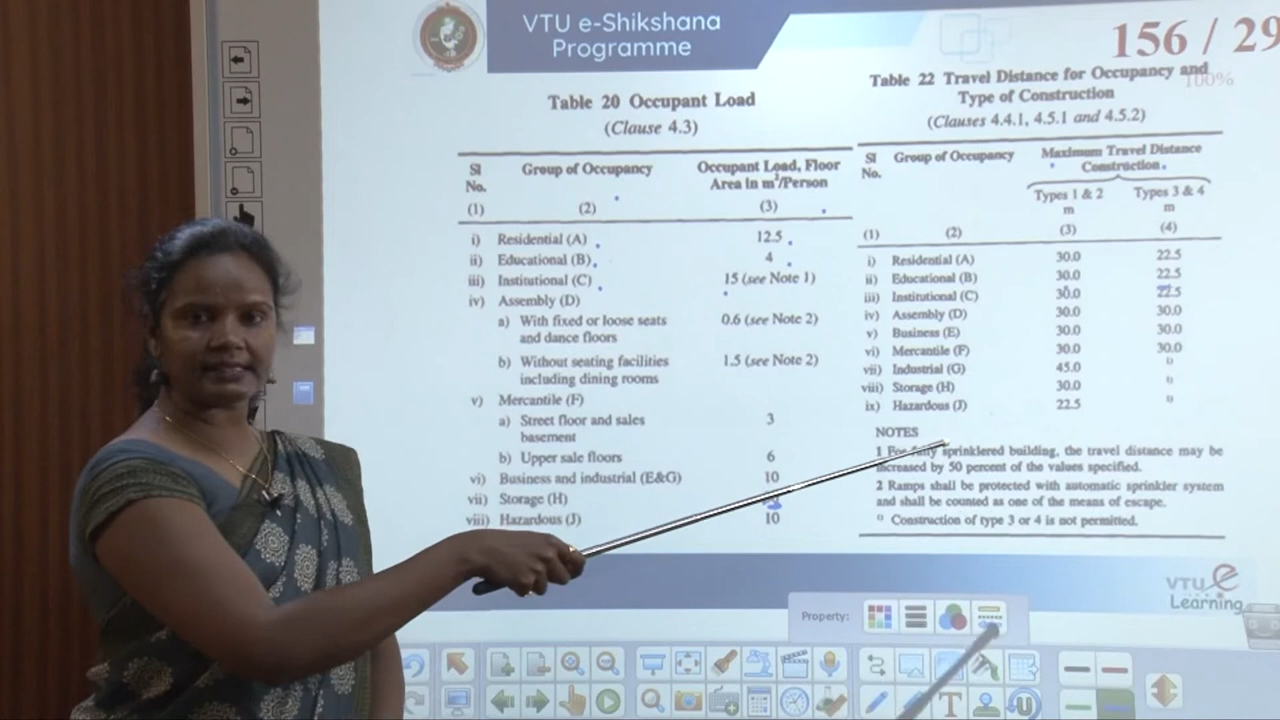 VTU e-Shikshana
Programme
156 / 29
100%
Table 20 Occupant Load
(Clause 4.3)
Sl No. Group of Occupancy Occupant Load, Floor Area in m²/Person
(1) (2) (3)
i) Residential (A) 12.5
ii) Educational (B) 4
iii) Institutional (C) 15 (see Note 1)
iv) Assembly (D)
a) With fixed or loose seats 0.6 (see Note 2)
and dance floors
b) Without seating facilities 1.5 (see Note 2)
including dining rooms
v) Mercantile (F)
a) Street floor and sales 3
basement
b) Upper sale floors 6
vi) Business and industrial (E&G) 10
vii) Storage (H)
viii) Hazardous (J) 10
Table 22 Travel Distance for Occupancy and
Type of Construction
(Clauses 4.4.1, 4.5.1 and 4.5.2)
Sl No. Group of Occupancy Maximum Travel Distance
Construction
Types 1 & 2 Types 3 & 4
m m
(1) (2) (3) (4)
i) Residential (A) 30.0 22.5
ii) Educational (B) 30.0 22.5
iii) Institutional (C) 30.0 22.5
iv) Assembly (D) 30.0 30.0
v) Business (E) 30.0 30.0
vi) Mercantile (F) 30.0 30.0
vii) Industrial (G) 45.0 1)
viii) Storage (H) 30.0 1)
ix) Hazardous (J) 22.5 1)
NOTES
1 For fully sprinklered building, the travel distance may be
increased by 50 percent of the values specified.
2 Ramps shall be protected with automatic sprinkler system
and shall be counted as one of the means of escape.
1) Construction of type 3 or 4 is not permitted.
VTU e
Learning
Property: